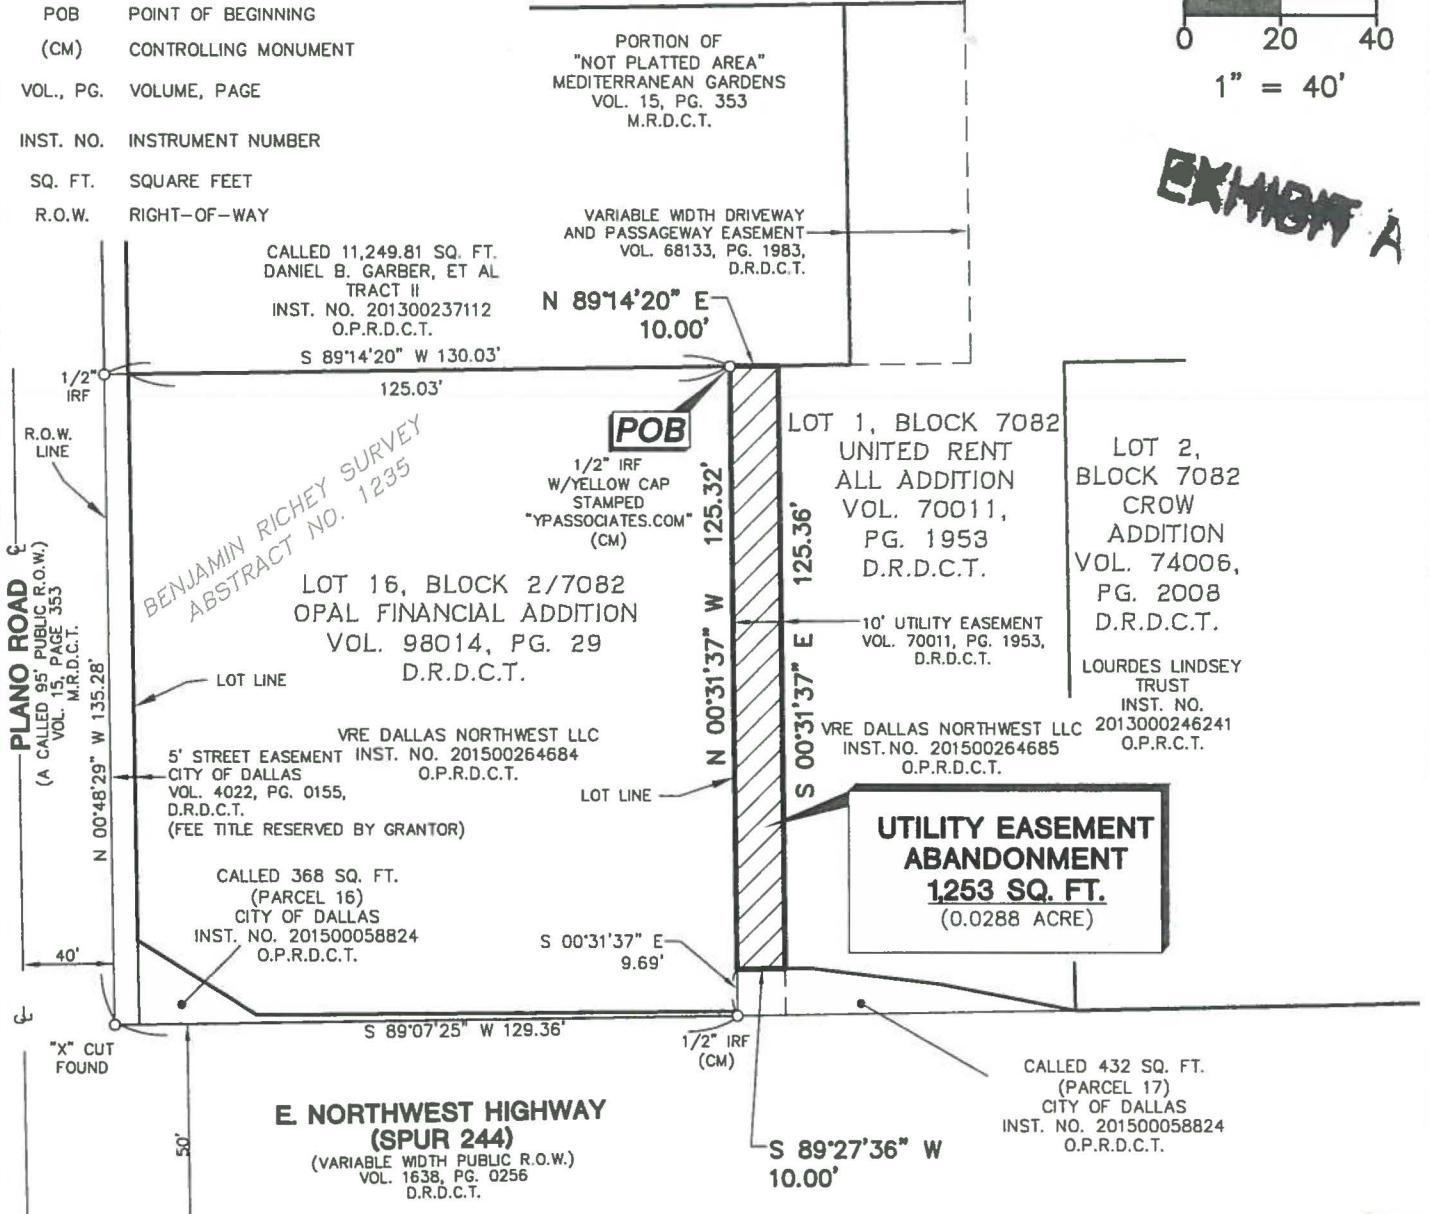 POB POINT OF BEGINNING
(CM) CONTROLLING MONUMENT
VOL., PG. VOLUME, PAGE
INST. NO. INSTRUMENT NUMBER
SQ. FT. SQUARE FEET
R.O.W. RIGHT-OF-WAY
0 20 40
1" = 40'
EXHIBIT A
PORTION OF
"NOT PLATTED AREA"
MEDITERRANEAN GARDENS
VOL. 15, PG. 353
M.R.D.C.T.
VARIABLE WIDTH DRIVEWAY
AND PASSAGEWAY EASEMENT
VOL. 68133, PG. 1983,
D.R.D.C.T.
CALLED 11,249.81 SQ. FT.
DANIEL B. GARBER, ET AL
TRACT II
INST. NO. 201300237112
O.P.R.D.C.T.
N 89°14'20" E
10.00'
S 89°14'20" W 130.03'
125.03'
1/2"
IRF
R.O.W.
LINE
BENJAMIN RICHEY SURVEY
ABSTRACT NO. 1235
POB
1/2" IRF
W/YELLOW CAP
STAMPED
"YPASSOCIATES.COM"
(CM)
N 00°31'37" W 125.32'
S 00°31'37" E 125.36'
LOT 1, BLOCK 7082
UNITED RENT
ALL ADDITION
VOL. 70011,
PG. 1953
D.R.D.C.T.
LOT 2,
BLOCK 7082
CROW
ADDITION
VOL. 74006,
PG. 2008
D.R.D.C.T.
LOT 16, BLOCK 2/7082
OPAL FINANCIAL ADDITION
VOL. 98014, PG. 29
D.R.D.C.T.
10' UTILITY EASEMENT
VOL. 70011, PG. 1953,
D.R.D.C.T.
LOURDES LINDSEY
TRUST
INST. NO.
2013000246241
O.P.R.C.T.
PLANO ROAD
(A CALLED 95' PUBLIC R.O.W.)
VOL. 15, PAGE 353
M.R.D.C.T.
N 00°48'29" W 135.28'
LOT LINE
VRE DALLAS NORTHWEST LLC
INST. NO. 201500264684
O.P.R.D.C.T.
VRE DALLAS NORTHWEST LLC
INST. NO. 201500264685
O.P.R.D.C.T.
5' STREET EASEMENT
CITY OF DALLAS
VOL. 4022, PG. 0155,
D.R.D.C.T.
(FEE TITLE RESERVED BY GRANTOR)
LOT LINE
UTILITY EASEMENT
ABANDONMENT
1,253 SQ. FT.
(0.0288 ACRE)
CALLED 368 SQ. FT.
(PARCEL 16)
CITY OF DALLAS
INST. NO. 201500058824
O.P.R.D.C.T.
S 00°31'37" E
9.69'
40'
S 89°07'25" W 129.36'
"X" CUT
FOUND
1/2" IRF
(CM)
50'
E. NORTHWEST HIGHWAY
(SPUR 244)
(VARIABLE WIDTH PUBLIC R.O.W.)
VOL. 1638, PG. 0256
D.R.D.C.T.
S 89°27'36" W
10.00'
CALLED 432 SQ. FT.
(PARCEL 17)
CITY OF DALLAS
INST. NO. 201500058824
O.P.R.D.C.T.